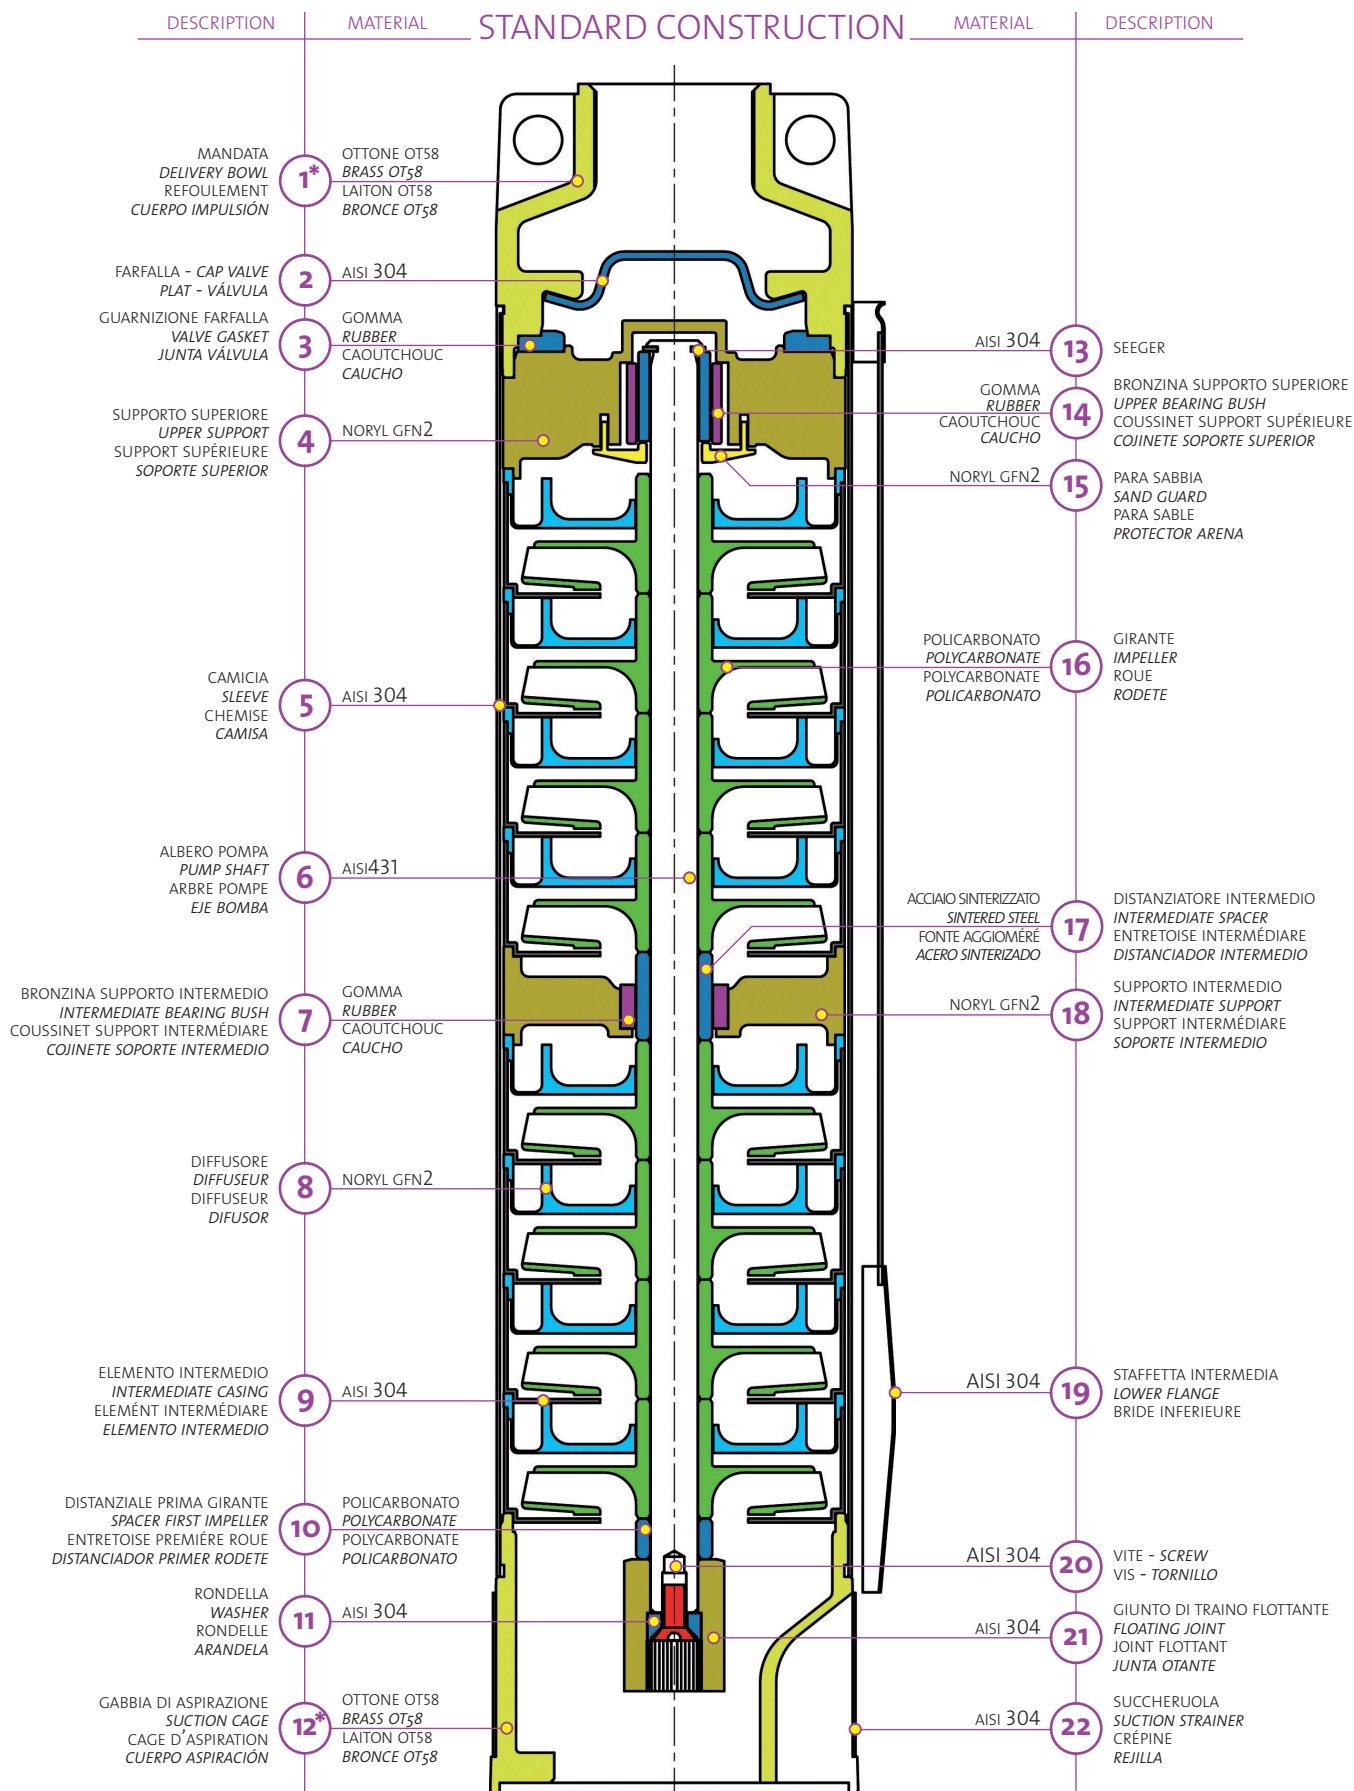 DESCRIPTION
MATERIAL
STANDARD CONSTRUCTION
MATERIAL
DESCRIPTION
MANDATA
DELIVERY BOWL
REFOULEMENT
CUERPO IMPULSIÓN
1*
OTTONE OT58
BRASS OT58
LAITON OT58
BRONCE OT58
FARFALLA - CAP VALVE
PLAT - VÁLVULA
2
AISI 304
GUARNIZIONE FARFALLA
VALVE GASKET
JUNTA VÁLVULA
3
GOMMA
RUBBER
CAOUTCHOUC
CAUCHO
SUPPORTO SUPERIORE
UPPER SUPPORT
SUPPORT SUPÉRIEURE
SOPORTE SUPERIOR
4
NORYL GFN2
CAMICIA
SLEEVE
CHEMISE
CAMISA
5
AISI 304
ALBERO POMPA
PUMP SHAFT
ARBRE POMPE
EJE BOMBA
6
AISI431
BRONZINA SUPPORTO INTERMEDIO
INTERMEDIATE BEARING BUSH
COUSSINET SUPPORT INTERMÉDIARE
COJINETE SOPORTE INTERMEDIO
7
GOMMA
RUBBER
CAOUTCHOUC
CAUCHO
DIFFUSORE
DIFFUSEUR
DIFFUSEUR
DIFUSOR
8
NORYL GFN2
ELEMENTO INTERMEDIO
INTERMEDIATE CASING
ELEMÉNT INTERMÉDIARE
ELEMENTO INTERMEDIO
9
AISI 304
DISTANZIALE PRIMA GIRANTE
SPACER FIRST IMPELLER
ENTRETOISE PREMIÉRE ROUE
DISTANCIADOR PRIMER RODETE
10
POLICARBONATO
POLYCARBONATE
POLYCARBONATE
POLICARBONATO
RONDELLA
WASHER
RONDELLE
ARANDELA
11
AISI 304
GABBIA DI ASPIRAZIONE
SUCTION CAGE
CAGE D'ASPIRATION
CUERPO ASPIRACIÓN
12*
OTTONE OT58
BRASS OT58
LAITON OT58
BRONCE OT58
AISI 304
13
SEEGER
GOMMA
RUBBER
CAOUTCHOUC
CAUCHO
14
BRONZINA SUPPORTO SUPERIORE
UPPER BEARING BUSH
COUSSINET SUPPORT SUPÉRIEURE
COJINETE SOPORTE SUPERIOR
NORYL GFN2
15
PARA SABBIA
SAND GUARD
PARA SABLE
PROTECTOR ARENA
POLICARBONATO
POLYCARBONATE
POLYCARBONATE
POLICARBONATO
16
GIRANTE
IMPELLER
ROUE
RODETE
ACCIAIO SINTERIZZATO
SINTERED STEEL
FONTE AGGIOMÉRÉ
ACERO SINTERIZADO
17
DISTANZIATORE INTERMEDIO
INTERMEDIATE SPACER
ENTRETOISE INTERMÉDIARE
DISTANCIADOR INTERMEDIO
NORYL GFN2
18
SUPPORTO INTERMEDIO
INTERMEDIATE SUPPORT
SUPPORT INTERMÉDIARE
SOPORTE INTERMEDIO
AISI 304
19
STAFFETTA INTERMEDIA
LOWER FLANGE
BRIDE INFERIEURE
AISI 304
20
VITE - SCREW
VIS - TORNILLO
AISI 304
21
GIUNTO DI TRAINO FLOTTANTE
FLOATING JOINT
JOINT FLOTTANT
JUNTA OTANTE
AISI 304
22
SUCCHERUOLA
SUCTION STRAINER
CRÉPINE
REJILLA